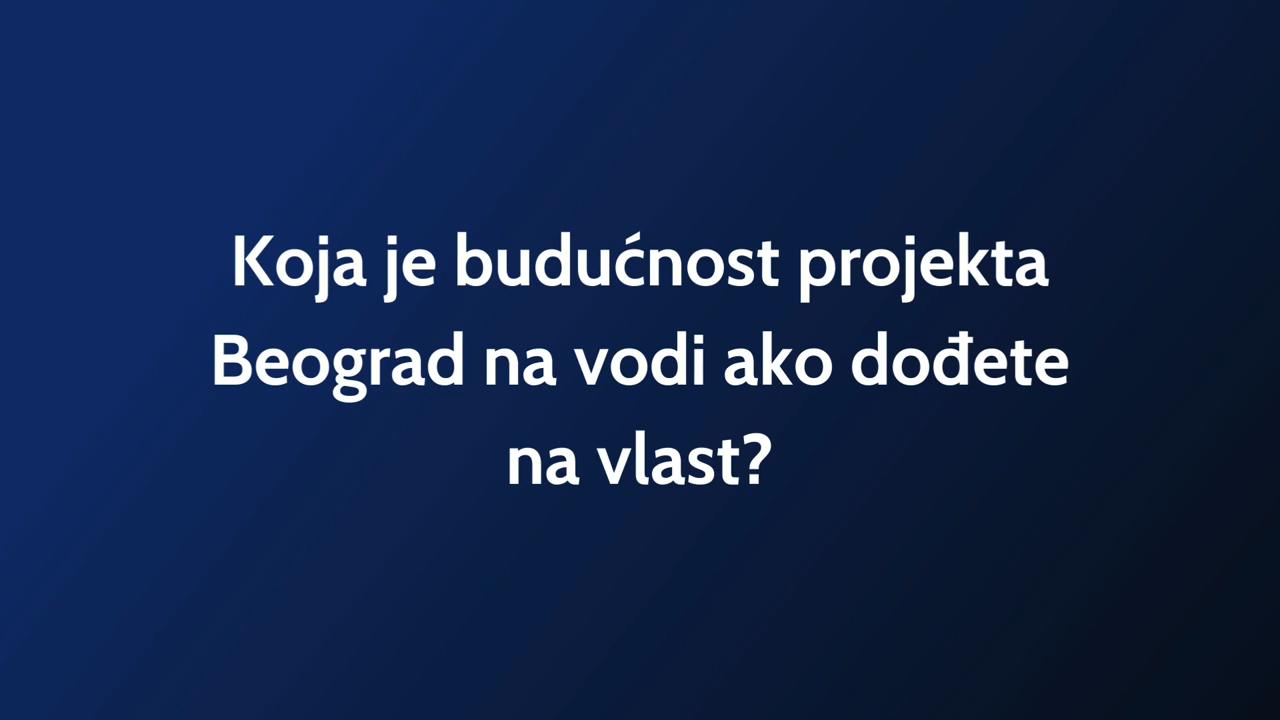 Koja je budućnost projekta
Beograd na vodi ako dođete
na vlast?